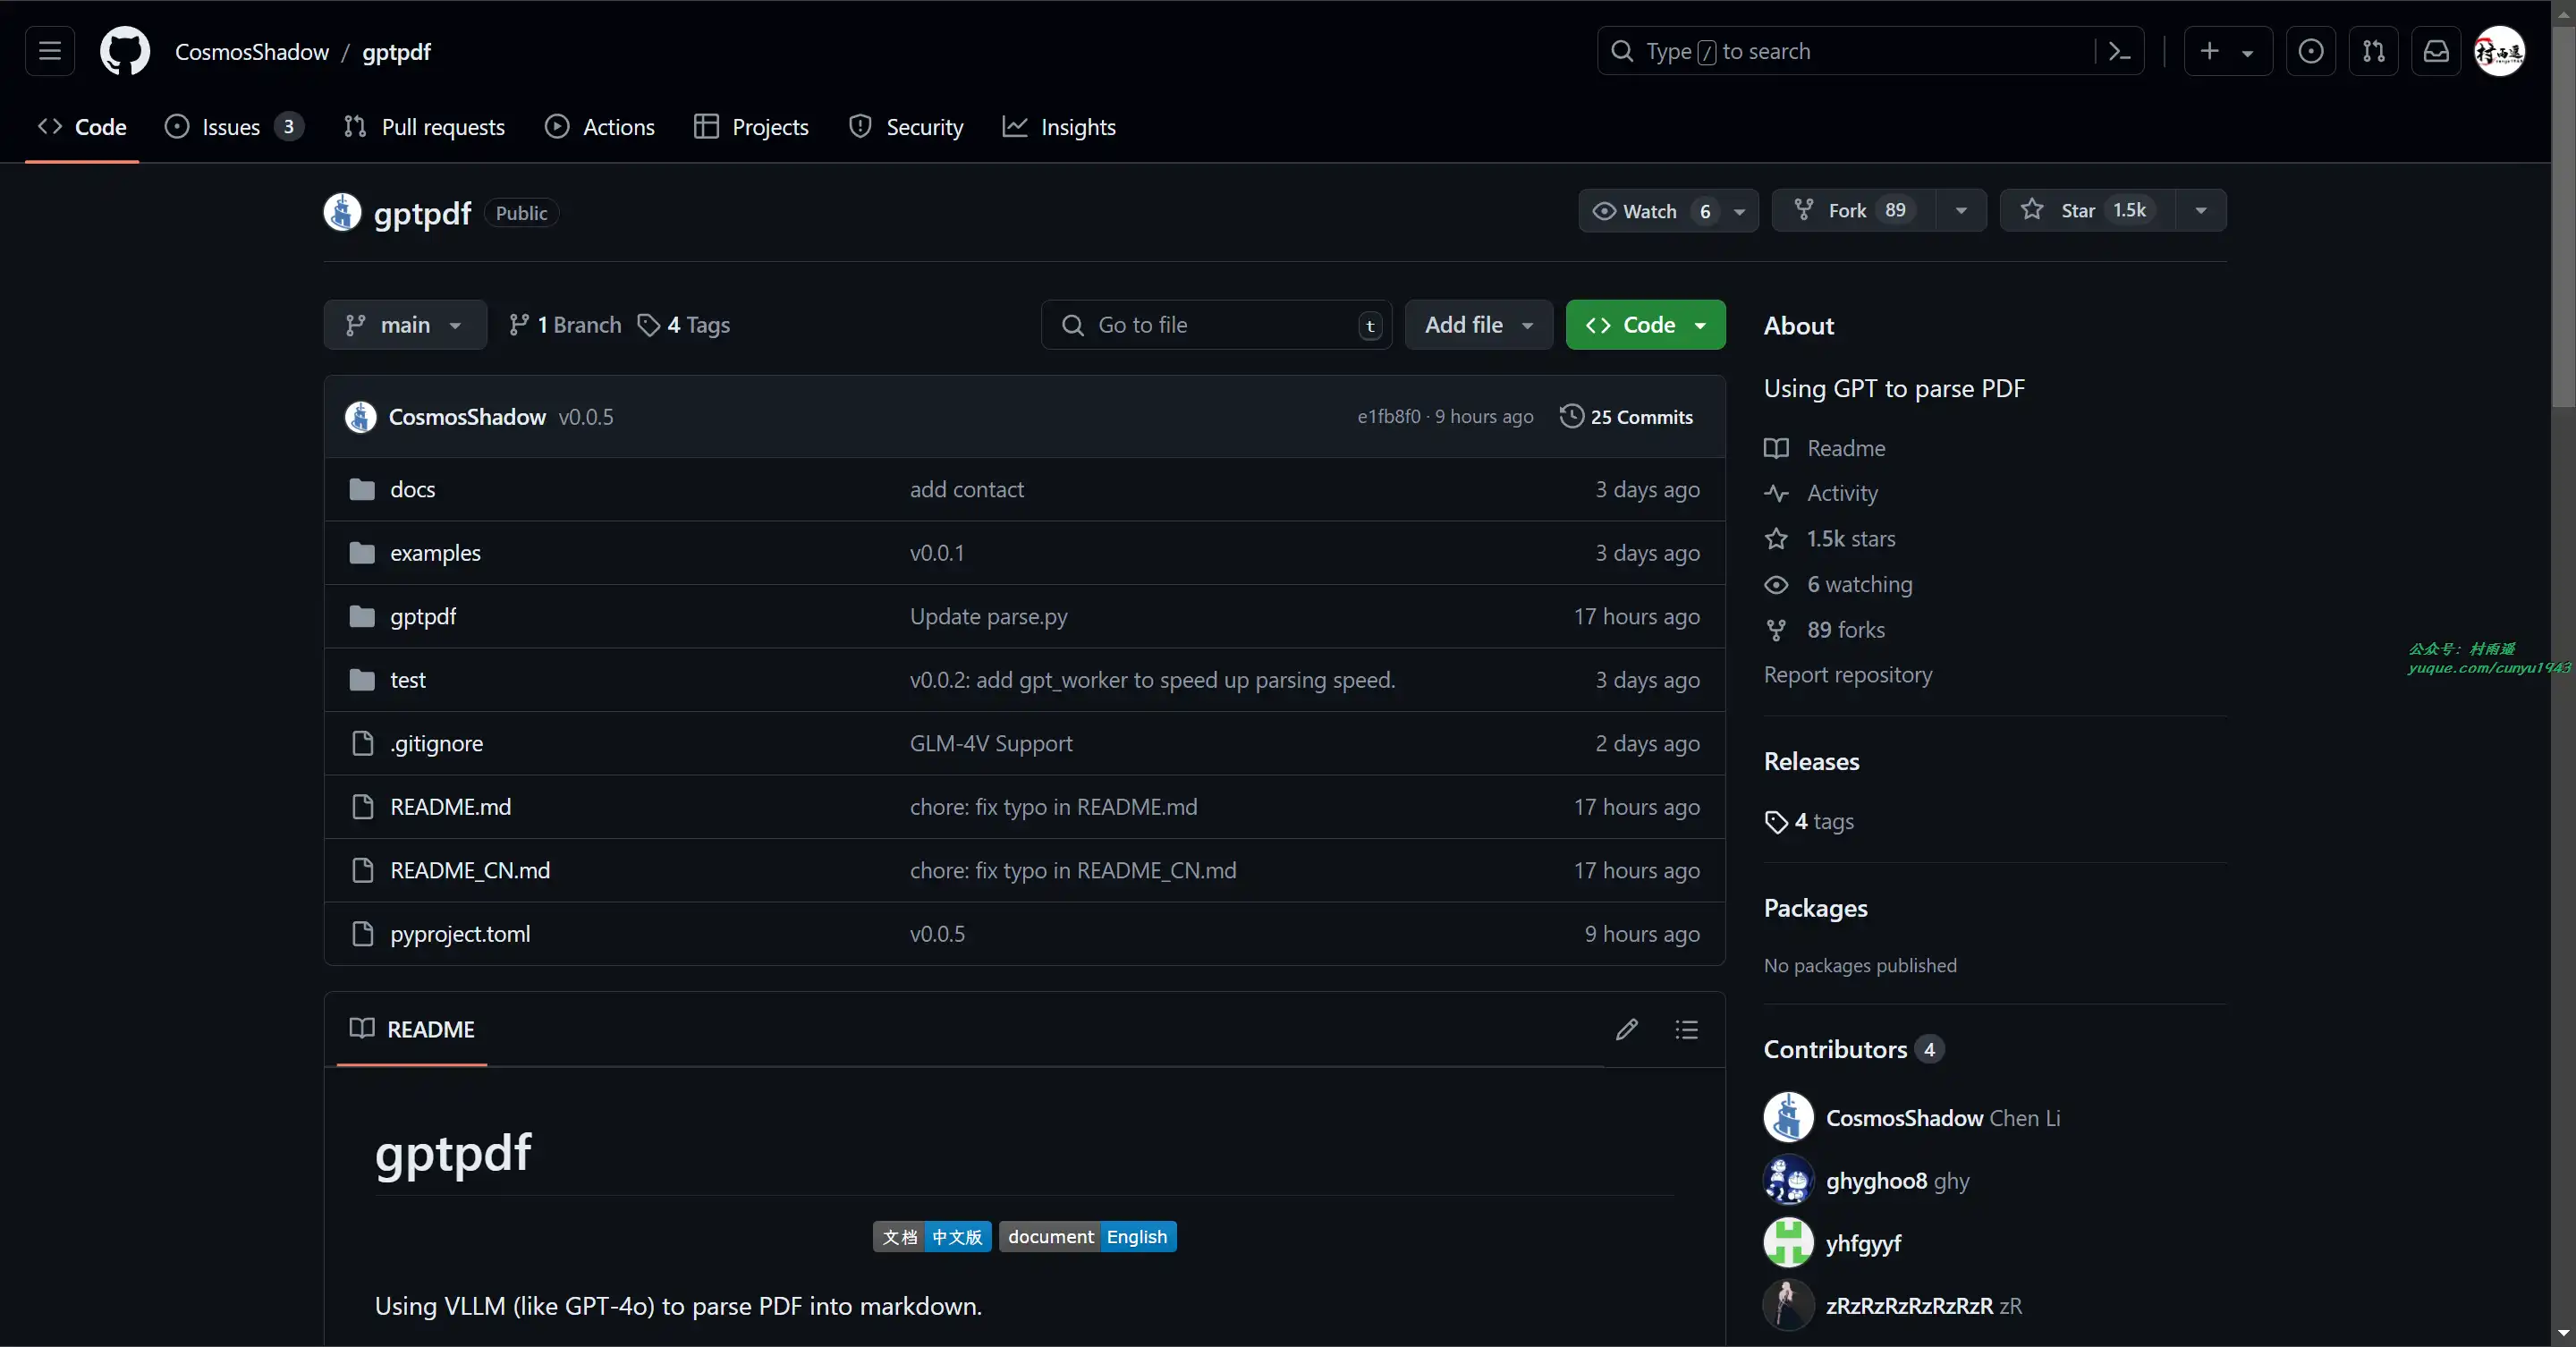 CosmosShadow / gptpdf
Type / to search
Code
Issues 3
Pull requests
Actions
Projects
Security
Insights
gptpdf Public
Watch 6
Fork 89
Star 1.5k
main
1 Branch
4 Tags
Go to file t
Add file
Code
CosmosShadow v0.0.5
e1fb8f0 · 9 hours ago
25 Commits
docs add contact 3 days ago
examples v0.0.1 3 days ago
gptpdf Update parse.py 17 hours ago
test v0.0.2: add gpt_worker to speed up parsing speed. 3 days ago
.gitignore GLM-4V Support 2 days ago
README.md chore: fix typo in README.md 17 hours ago
README_CN.md chore: fix typo in README_CN.md 17 hours ago
pyproject.toml v0.0.5 9 hours ago
README
gptpdf
文档 中文版 document English
Using VLLM (like GPT-4o) to parse PDF into markdown.
About
Using GPT to parse PDF
Readme
Activity
1.5k stars
6 watching
89 forks
Report repository
Releases
4 tags
Packages
No packages published
Contributors 4
CosmosShadow Chen Li
ghyghoo8 ghy
yhfgyyf
zRzRzRzRzRzRzR zR
公众号：村雨遥
yuque.com/cunyu1943